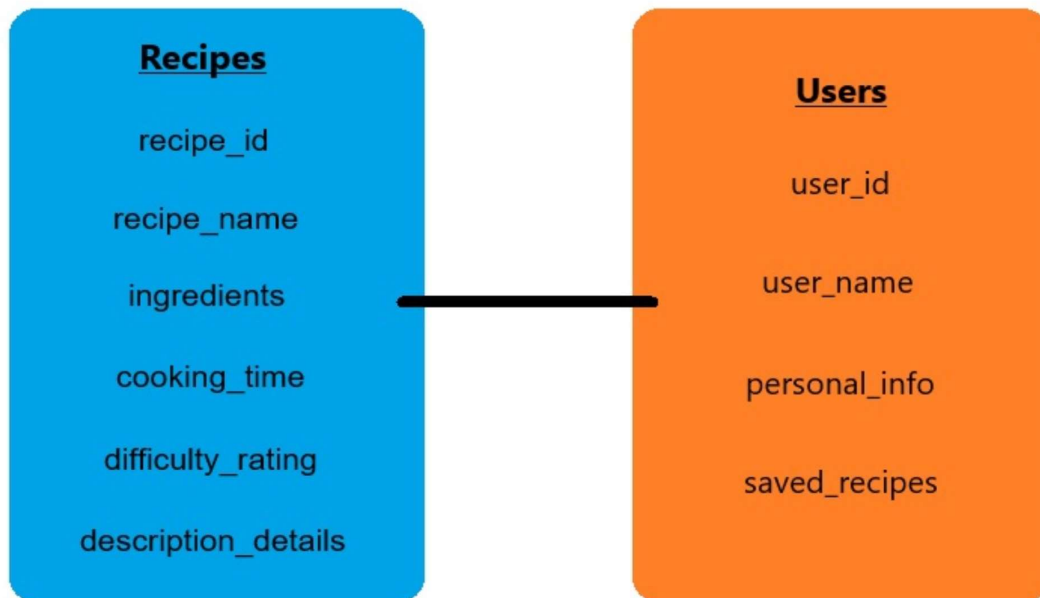 Recipes
recipe_id
recipe_name
ingredients
cooking_time
difficulty_rating
description_details
Users
user_id
user_name
personal_info
saved_recipes